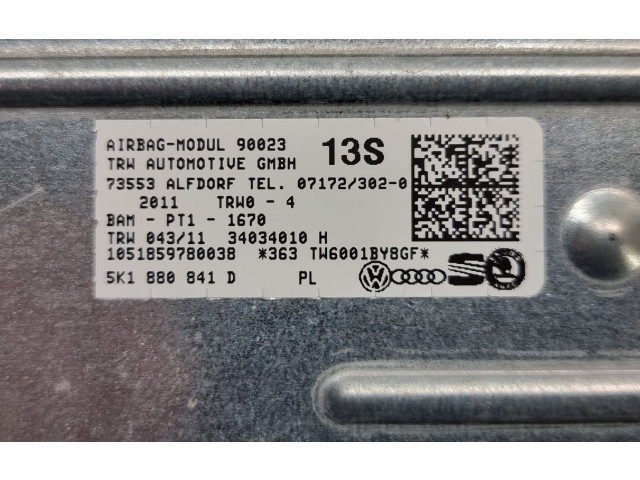 AIRBAG-MODUL 90023 13S
TRW AUTOMOTIVE GMBH
73553 ALFDORF TEL. 07172/302-0
2011 TRW0 - 4
BAM - PT1 - 1670
TRW 043/11 34034010 H
1051859780038 *363 TW6001BY8GF*
5K1 880 841 D PL